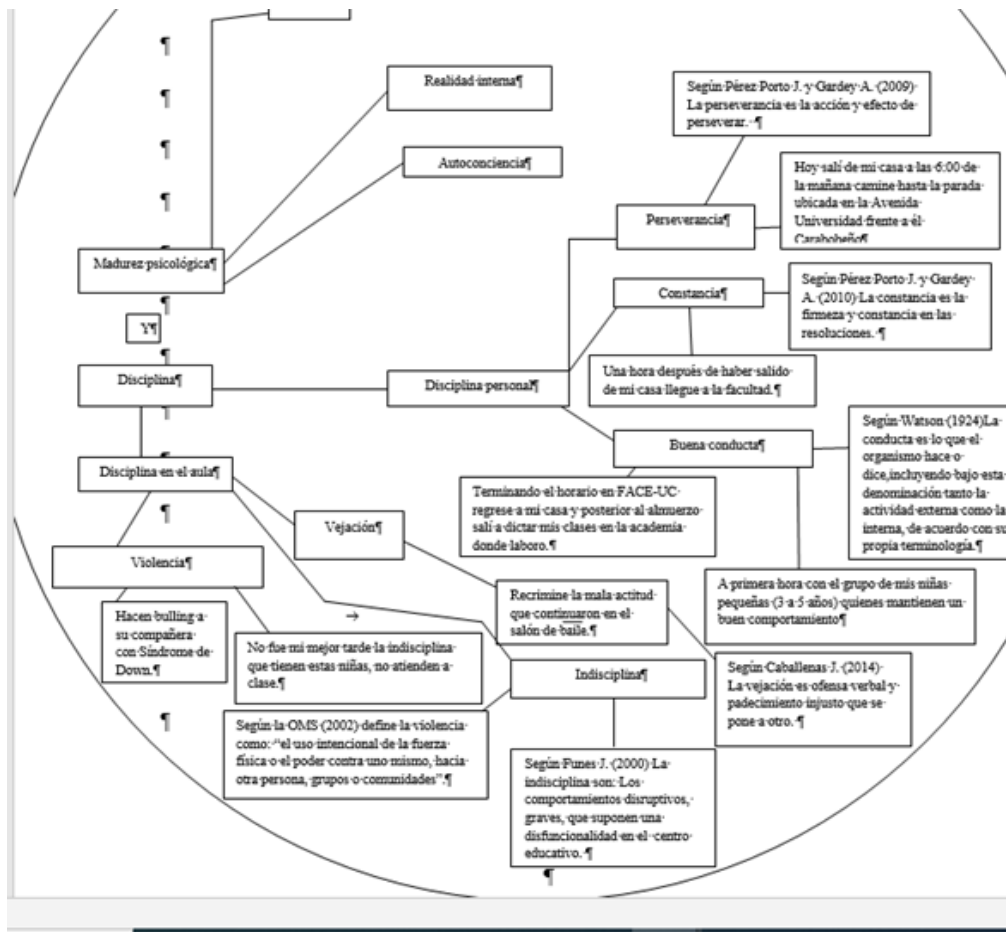 Realidad interna¶
Autoconciencia¶
Madurez psicológica¶
Y¶
Disciplina¶
Disciplina personal¶
Según Pérez Porto J. y Gardey A. (2009)
La perseverancia es la acción y efecto de
perseverar. ¶
Perseverancia¶
Hoy salí de mi casa a las 6:00 de
la mañana camine hasta la parada
ubicada en la Avenida
Universidad frente a él
Carabobeño¶
Constancia¶
Según Pérez Porto J. y Gardey
A. (2010) La constancia es la
firmeza y constancia en las
resoluciones. ¶
Una hora después de haber salido
de mi casa llegue a la facultad.¶
Buena conducta¶
Según Watson (1924)La
conducta es lo que el
organismo hace o
dice,incluyendo bajo esta
denominación tanto la
actividad externa como la
interna, de acuerdo con su
propia terminología.¶
Terminando el horario en FACE-UC
regrese a mi casa y posterior al almuerzo
salí a dictar mis clases en la academia
donde laboro.¶
A primera hora con el grupo de mis niñas
pequeñas (3 a 5 años) quienes mantienen un
buen comportamiento¶
Disciplina en el aula¶
Vejación¶
Violencia¶
Hacen bulling a
su compañera
con Síndrome de
Down.¶
No fue mi mejor tarde la indisciplina
que tienen estas niñas, no atienden a
clase.¶
Recrimine la mala actitud
que continuaron en el
salón de baile.¶
Indisciplina¶
Según Caballenas J. (2014)
La vejación es ofensa verbal y
padecimiento injusto que se
pone a otro. ¶
Según la OMS (2002) define la violencia
como: “el uso intencional de la fuerza
física o el poder contra uno mismo, hacia
otra persona, grupos o comunidades”.¶
Según Funes J. (2000) La
indisciplina son: Los
comportamientos disruptivos,
graves, que suponen una
disfuncionalidad en el centro
educativo. ¶